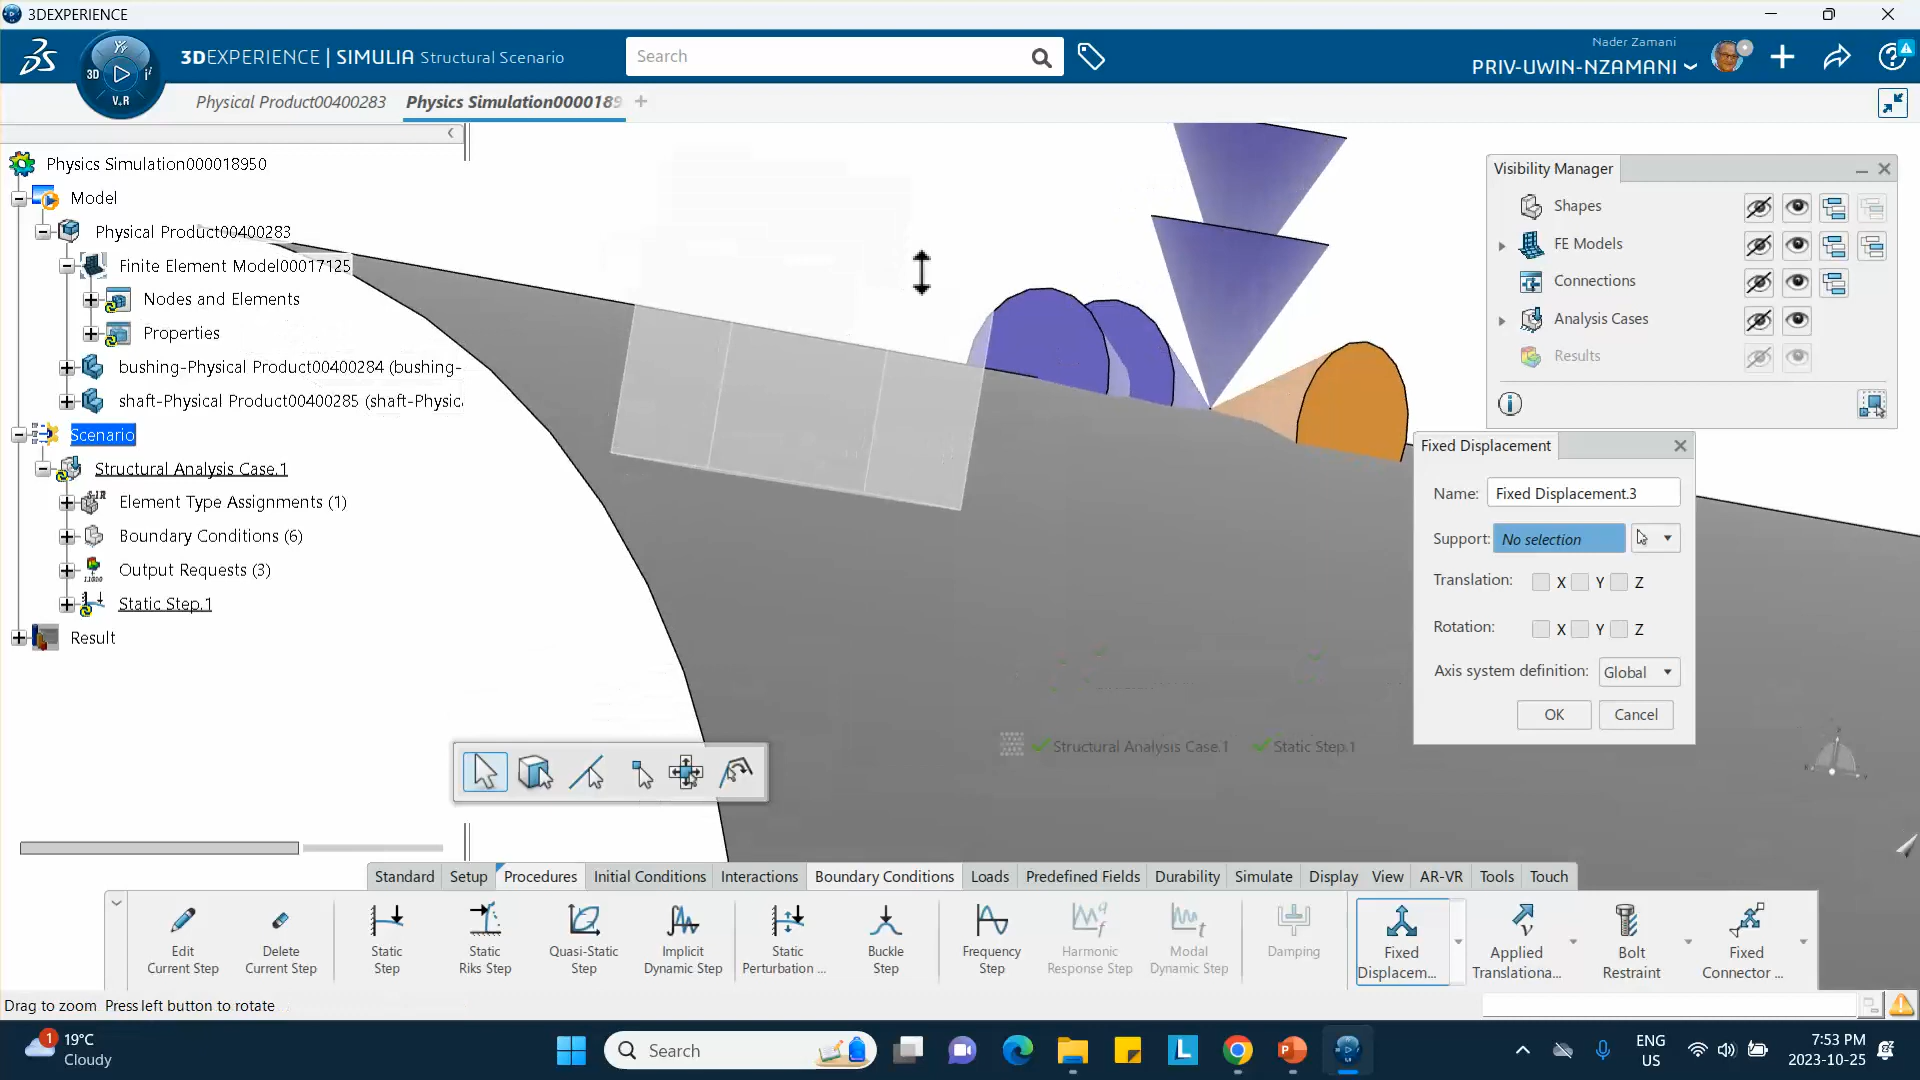 3DEXPERIENCE
3DEXPERIENCE | SIMULIA Structural Scenario
Search
Nader Zamani
PRIV-UWIN-NZAMANI
3D
V.R
Physical Product00400283
Physics Simulation0000189
Physics Simulation000018950
Model
Physical Product00400283
Finite Element Model00017125
Nodes and Elements
Properties
bushing-Physical Product00400284 (bushing-
shaft-Physical Product00400285 (shaft-Physic
Scenario
Structural Analysis Case.1
Element Type Assignments (1)
Boundary Conditions (6)
Output Requests (3)
Static Step.1
Result
Visibility Manager
Shapes
FE Models
Connections
Analysis Cases
Results
Fixed Displacement
Name: Fixed Displacement.3
Support: No selection
Translation: X Y Z
Rotation: X Y Z
Axis system definition: Global
OK Cancel
Structural Analysis Case.1 Static Step.1
Standard Setup Procedures Initial Conditions Interactions Boundary Conditions Loads Predefined Fields Durability Simulate Display View AR-VR Tools Touch
Edit Current Step
Delete Current Step
Static Step
Static Riks Step
Quasi-Static Step
Implicit Dynamic Step
Static Perturbation ...
Buckle Step
Frequency Step
Harmonic Response Step
Modal Dynamic Step
Damping
Fixed Displacem...
Applied Translationa...
Bolt Restraint
Fixed Connector ...
Drag to zoom Press left button to rotate
1
19°C
Cloudy
Search
ENG
US
7:53 PM
2023-10-25